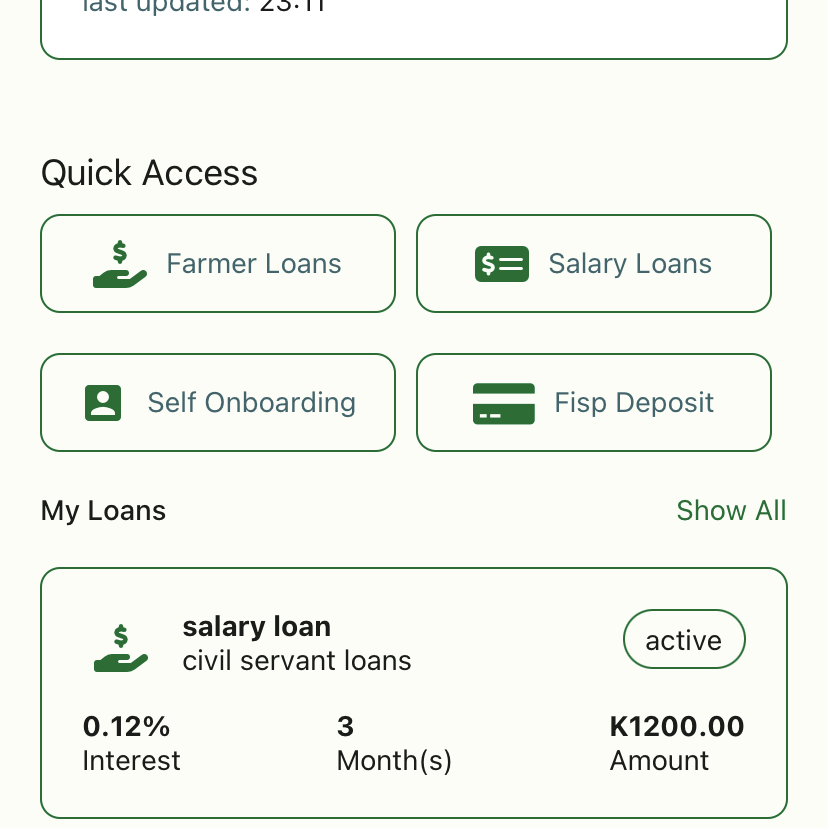 last updated: 23:11
Quick Access
Farmer Loans
Salary Loans
Self Onboarding
Fisp Deposit
My Loans
Show All
salary loan
civil servant loans
active
0.12%
Interest
3
Month(s)
K1200.00
Amount